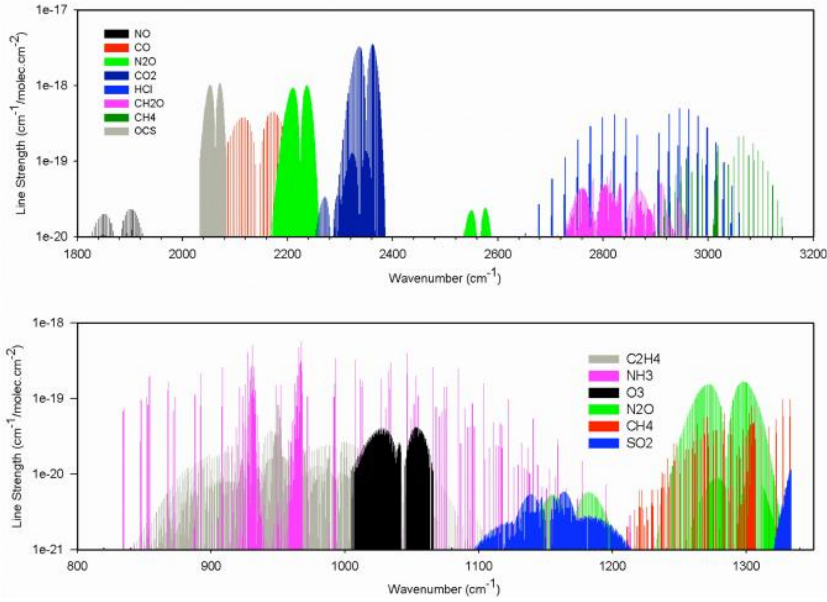 1e-17
1e-18
1e-19
1e-20
Line Strength (cm-1/molec.cm-2)
NO
CO
N2O
CO2
HCl
CH2O
CH4
OCS
1800 2000 2200 2400 2600 2800 3000 3200
Wavenumber (cm-1)
1e-18
1e-19
1e-20
1e-21
Line Strength (cm-1/molec.cm-2)
C2H4
NH3
O3
N2O
CH4
SO2
800 900 1000 1100 1200 1300
Wavenumber (cm-1)